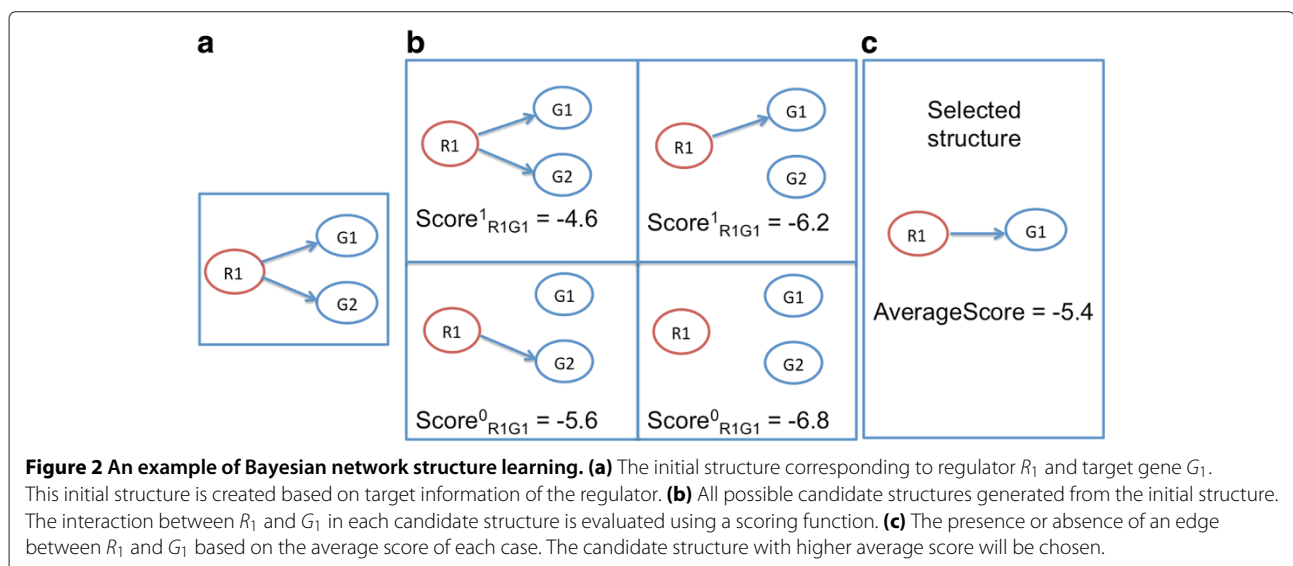 a
b
c
R1
G1
G2
R1
G1
G2
Score¹R1G1 = -4.6
R1
G1
G2
Score¹R1G1 = -6.2
R1
G1
G2
Score⁰R1G1 = -5.6
R1
G1
G2
Score⁰R1G1 = -6.8
Selected
structure
R1
G1
AverageScore = -5.4
Figure 2 An example of Bayesian network structure learning. (a) The initial structure corresponding to regulator R1 and target gene G1.
This initial structure is created based on target information of the regulator. (b) All possible candidate structures generated from the initial structure.
The interaction between R1 and G1 in each candidate structure is evaluated using a scoring function. (c) The presence or absence of an edge
between R1 and G1 based on the average score of each case. The candidate structure with higher average score will be chosen.